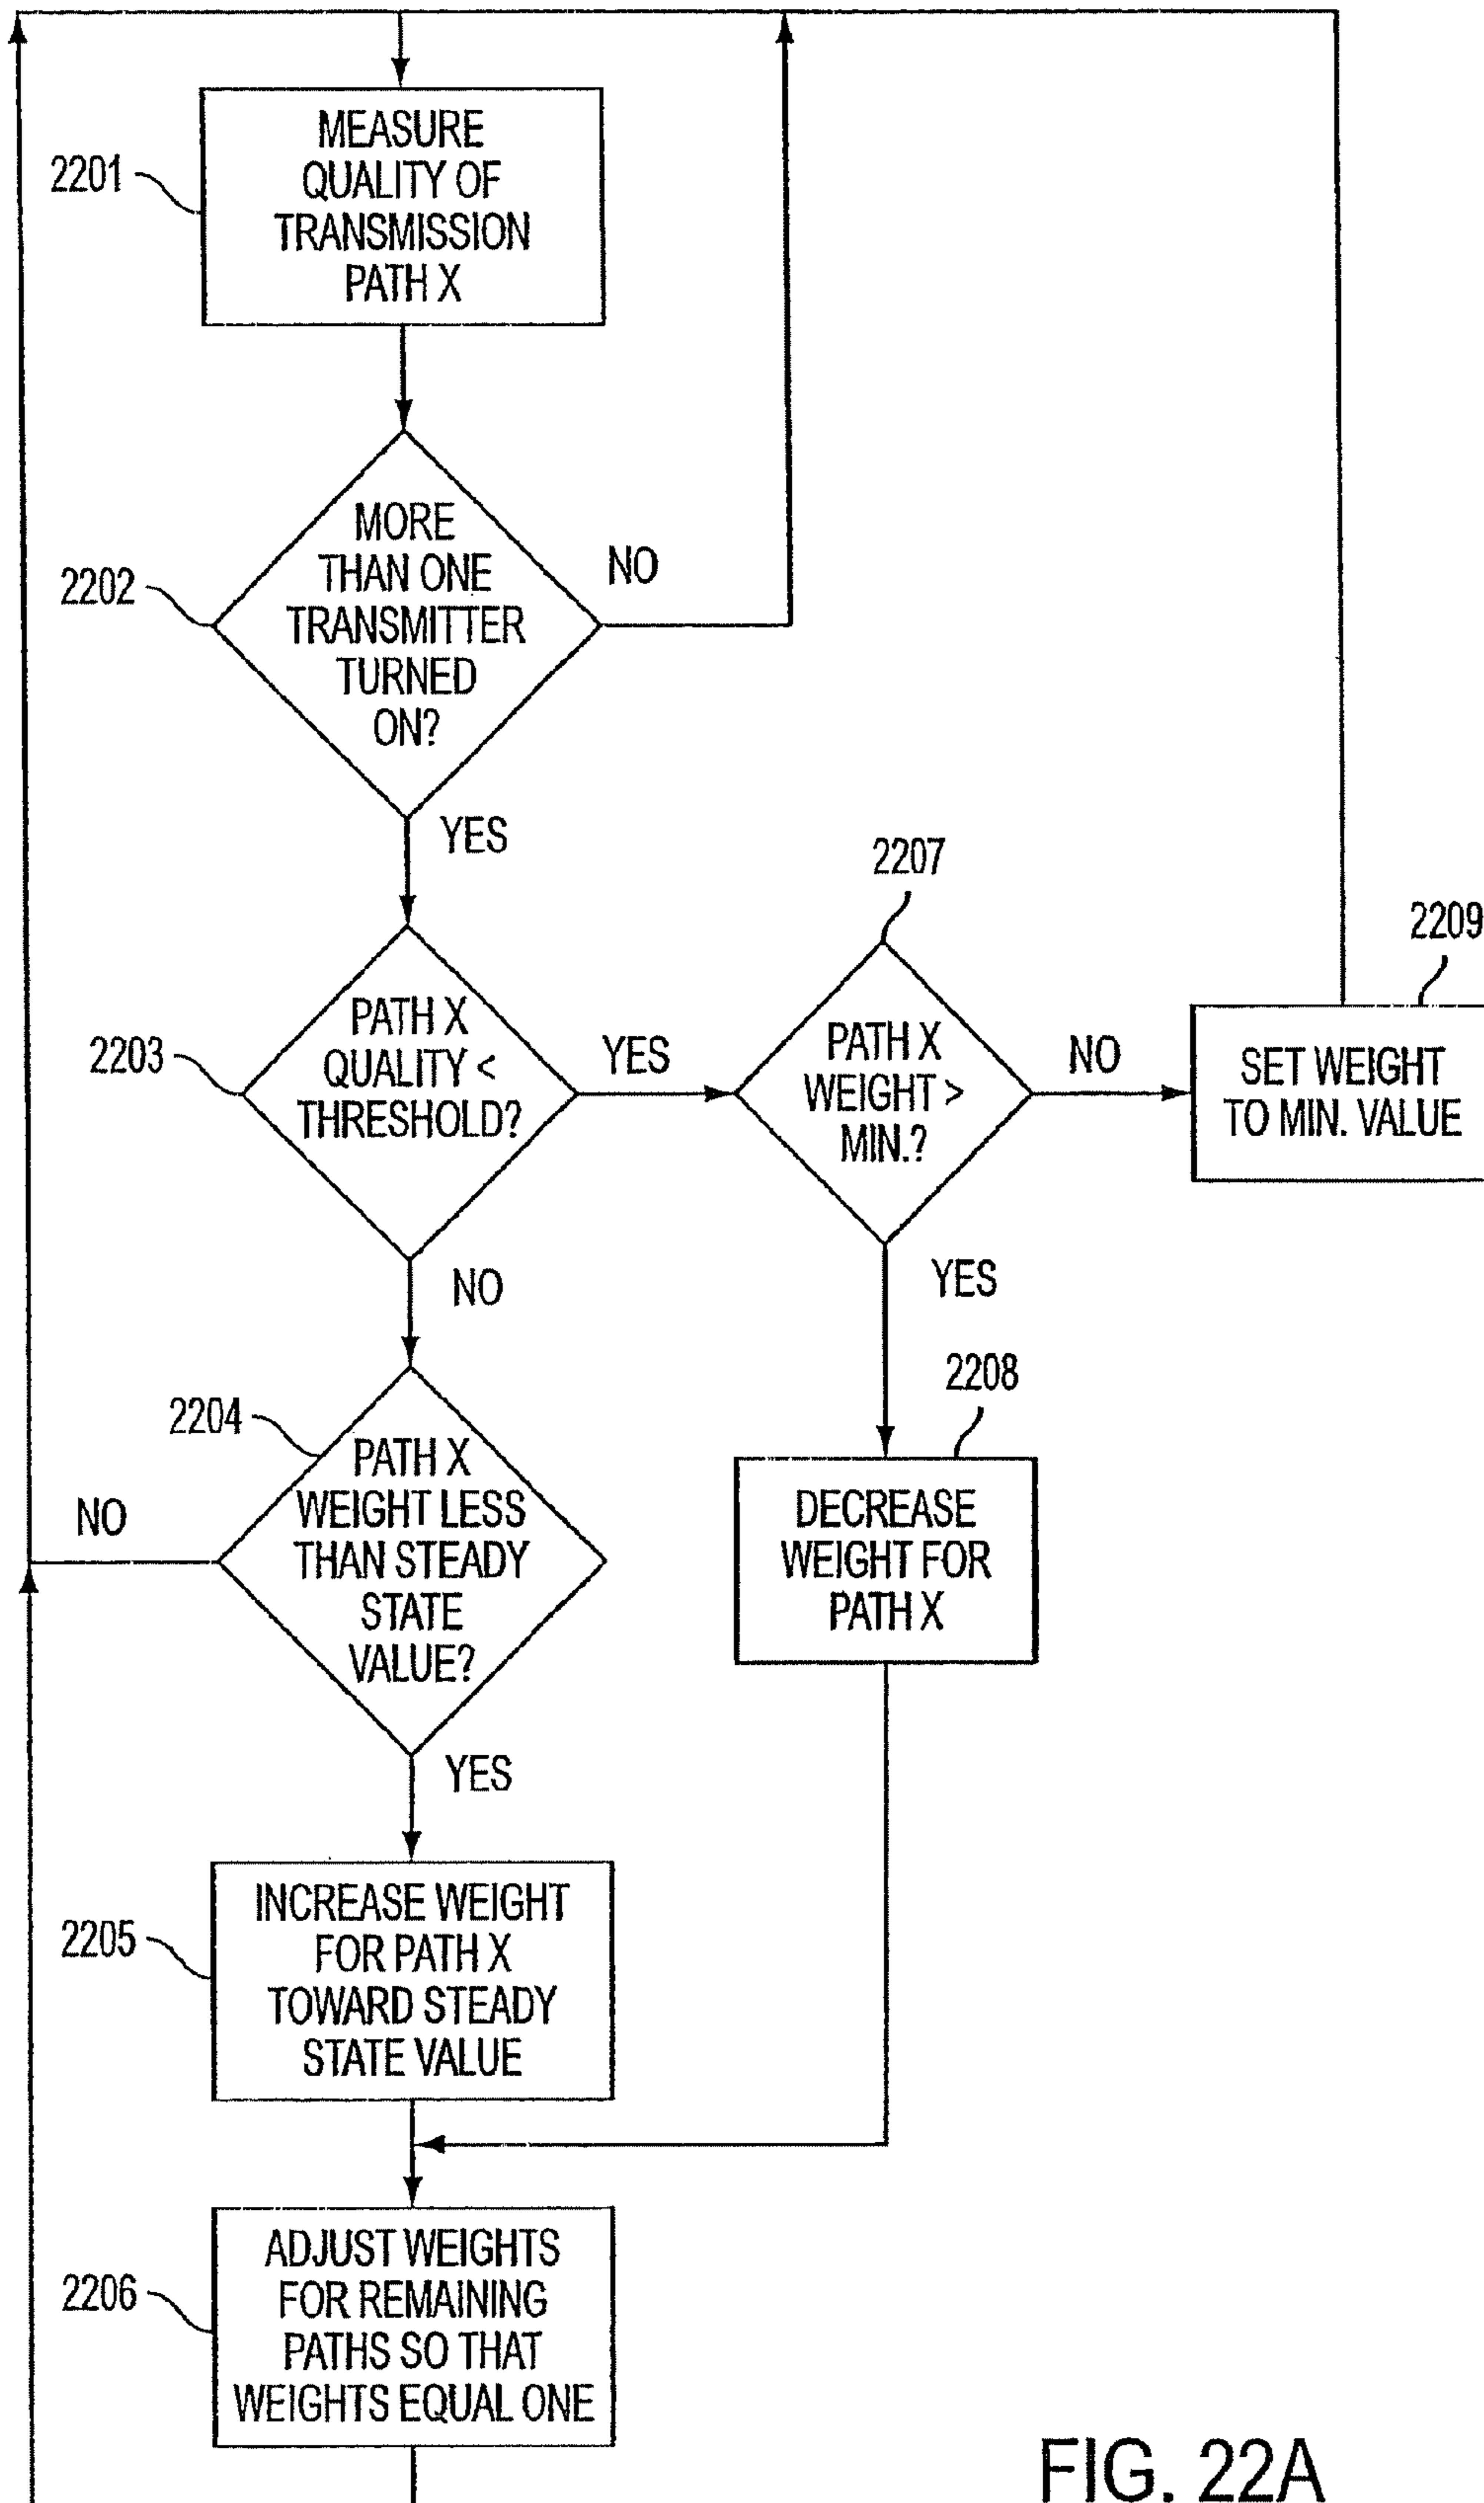 2201
MEASURE
QUALITY OF
TRANSMISSION
PATH X
2202
MORE
THAN ONE
TRANSMITTER
TURNED
ON?
NO
YES
2203
PATH X
QUALITY <
THRESHOLD?
YES
NO
2207
PATH X
WEIGHT >
MIN.?
NO
YES
2209
SET WEIGHT
TO MIN. VALUE
2204
PATH X
WEIGHT LESS
THAN STEADY
STATE
VALUE?
NO
YES
2208
DECREASE
WEIGHT FOR
PATH X
2205
INCREASE WEIGHT
FOR PATH X
TOWARD STEADY
STATE VALUE
2206
ADJUST WEIGHTS
FOR REMAINING
PATHS SO THAT
WEIGHTS EQUAL ONE
FIG. 22A